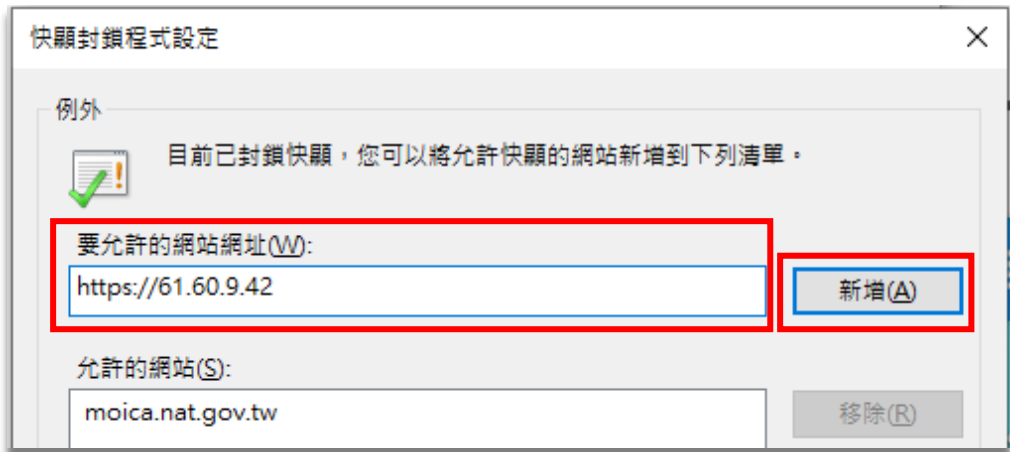 快顯封鎖程式設定
例外
目前已封鎖快顯，您可以將允許快顯的網站新增到下列清單。
要允許的網站網址(W):
https://61.60.9.42
新增(A)
允許的網站(S):
moica.nat.gov.tw
移除(R)